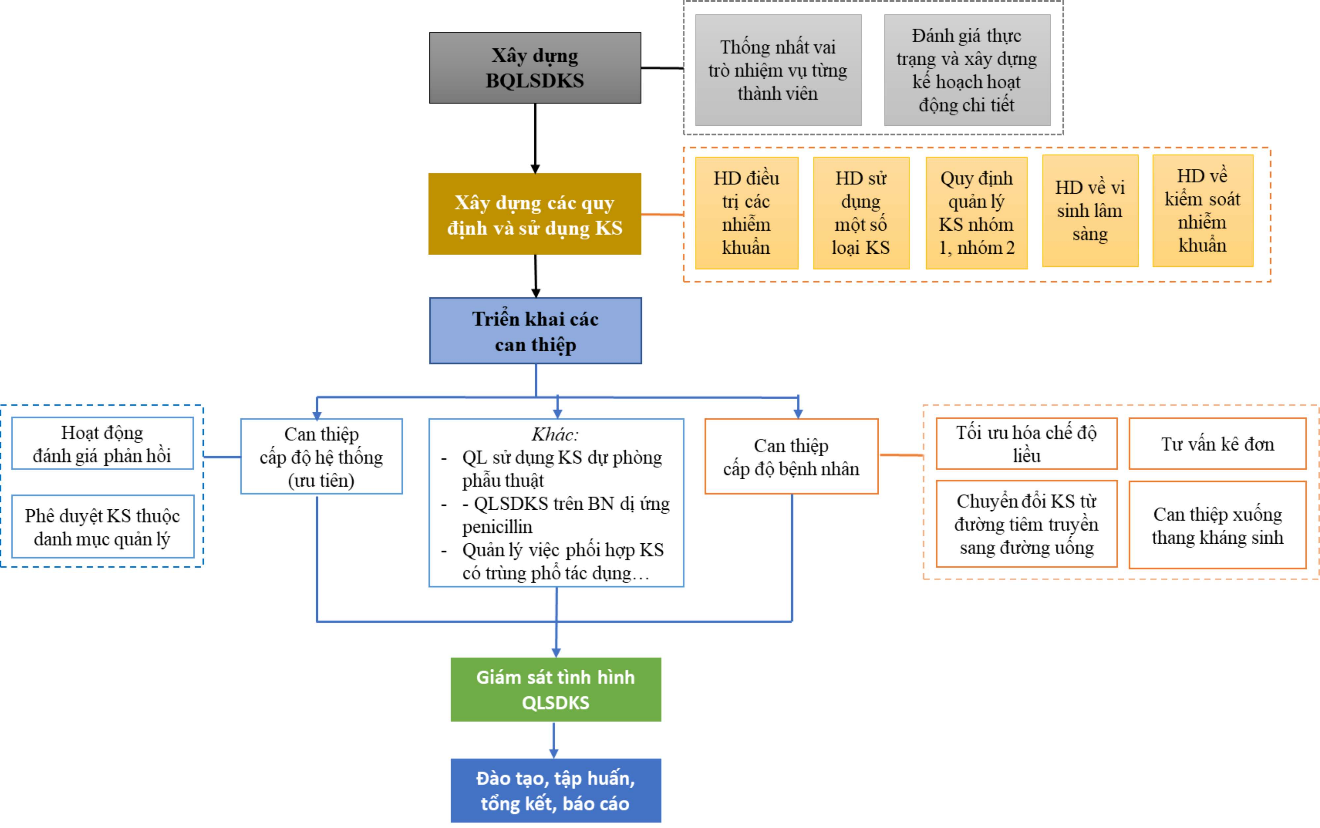 Xây dựng
BQLSDKS
Thống nhất vai
trò nhiệm vụ từng
thành viên
Đánh giá thực
trạng và xây dựng
kế hoạch hoạt
động chi tiết
Xây dựng các quy
định và sử dụng KS
HD điều
trị các
nhiễm
khuẩn
HD sử
dụng
một số
loại KS
Quy định
quản lý
KS nhóm
1, nhóm 2
HD về vi
sinh lâm
sàng
HD về
kiểm soát
nhiễm
khuẩn
Triển khai các
can thiệp
Hoạt động
đánh giá phản hồi
Phê duyệt KS thuộc
danh mục quản lý
Can thiệp
cấp độ hệ thống
(ưu tiên)
Khác:
- QL sử dụng KS dự phòng
phẫu thuật
- - QLSDKS trên BN dị ứng
penicillin
- Quản lý việc phối hợp KS
có trùng phổ tác dụng…
Can thiệp
cấp độ bệnh nhân
Tối ưu hóa chế độ
liều
Tư vấn kê đơn
Chuyển đổi KS từ
đường tiêm truyền
sang đường uống
Can thiệp xuống
thang kháng sinh
Giám sát tình hình
QLSDKS
Đào tạo, tập huấn,
tổng kết, báo cáo